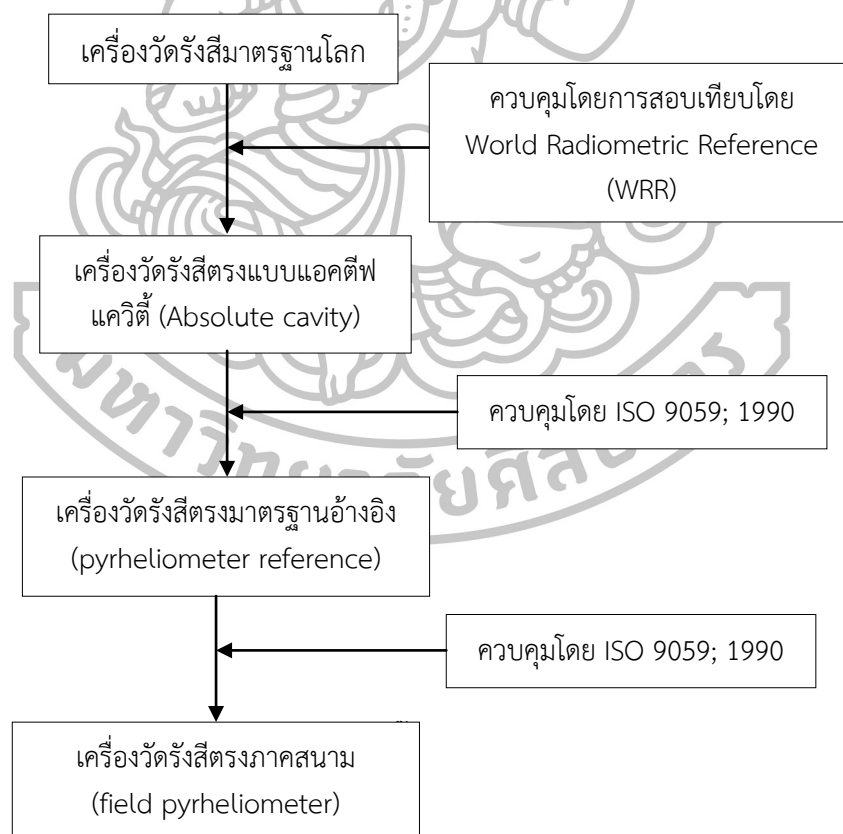 เครื่องวัดรังสีมาตรฐานโลก
ควบคุมโดยการสอบเทียบโดย
World Radiometric Reference
(WRR)
เครื่องวัดรังสีตรงแบบแอคตีฟ
แควิตี้ (Absolute cavity)
ควบคุมโดย ISO 9059; 1990
เครื่องวัดรังสีตรงมาตรฐานอ้างอิง
(pyrheliometer reference)
ควบคุมโดย ISO 9059; 1990
เครื่องวัดรังสีตรงภาคสนาม
(field pyrheliometer)